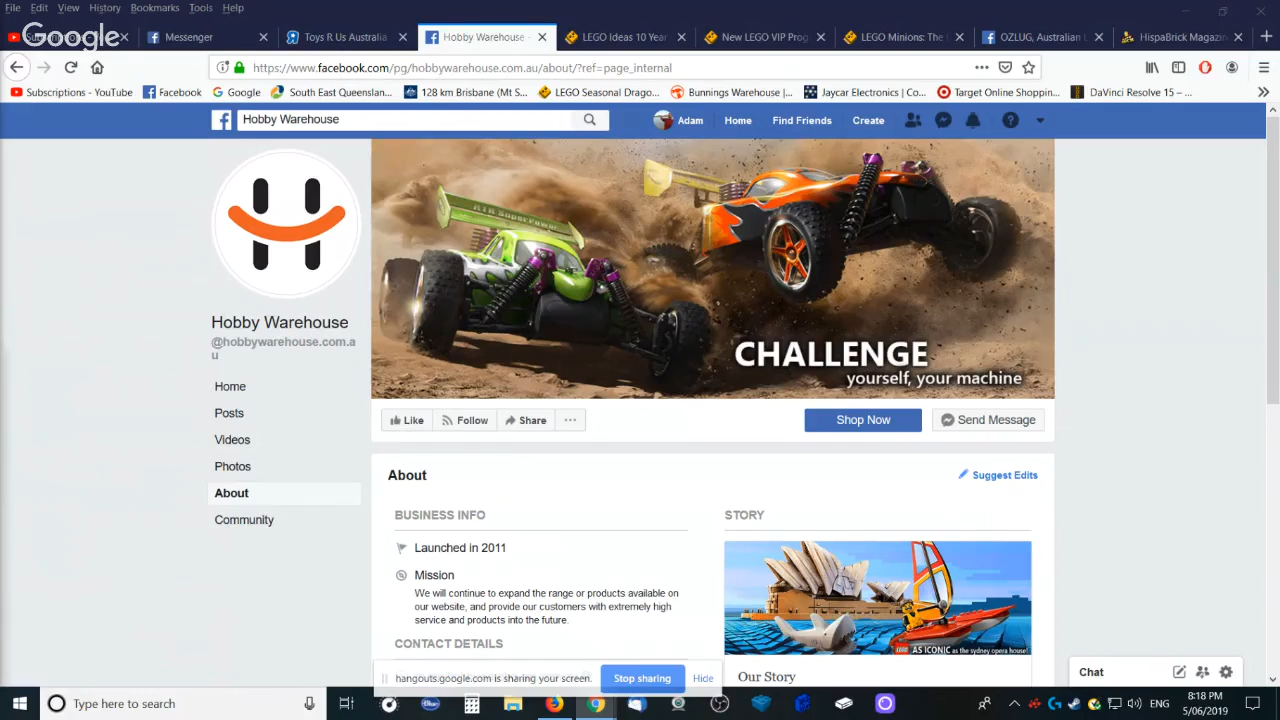 File Edit View History Bookmarks Tools Help
Google
Messenger
Toys R Us Australia
Hobby Warehouse -
LEGO Ideas 10 Year
New LEGO VIP Prog
LEGO Minions: The
OZLUG, Australian L
HispaBrick Magazin
https://www.facebook.com/pg/hobbywarehouse.com.au/about/?ref=page_internal
Subscriptions - YouTube Facebook Google South East Queenslan... 128 km Brisbane (Mt S... LEGO Seasonal Drago... Bunnings Warehouse |... Jaycar Electronics | Co... Target Online Shoppin... DaVinci Resolve 15 – ...
Hobby Warehouse
Adam Home Find Friends Create
Hobby Warehouse
@hobbywarehouse.com.a
u
Home
Posts
Videos
Photos
About
Community
CHALLENGE
yourself, your machine
Like Follow Share
Shop Now Send Message
About
Suggest Edits
BUSINESS INFO
Launched in 2011
Mission
We will continue to expand the range or products available on
our website, and provide our customers with extremely high
service and products into the future.
CONTACT DETAILS
STORY
LEGO AS ICONIC as the sydney opera house!
Our Story
hangouts.google.com is sharing your screen. Stop sharing Hide
Chat
Type here to search
ENG
8:18 PM
5/06/2019